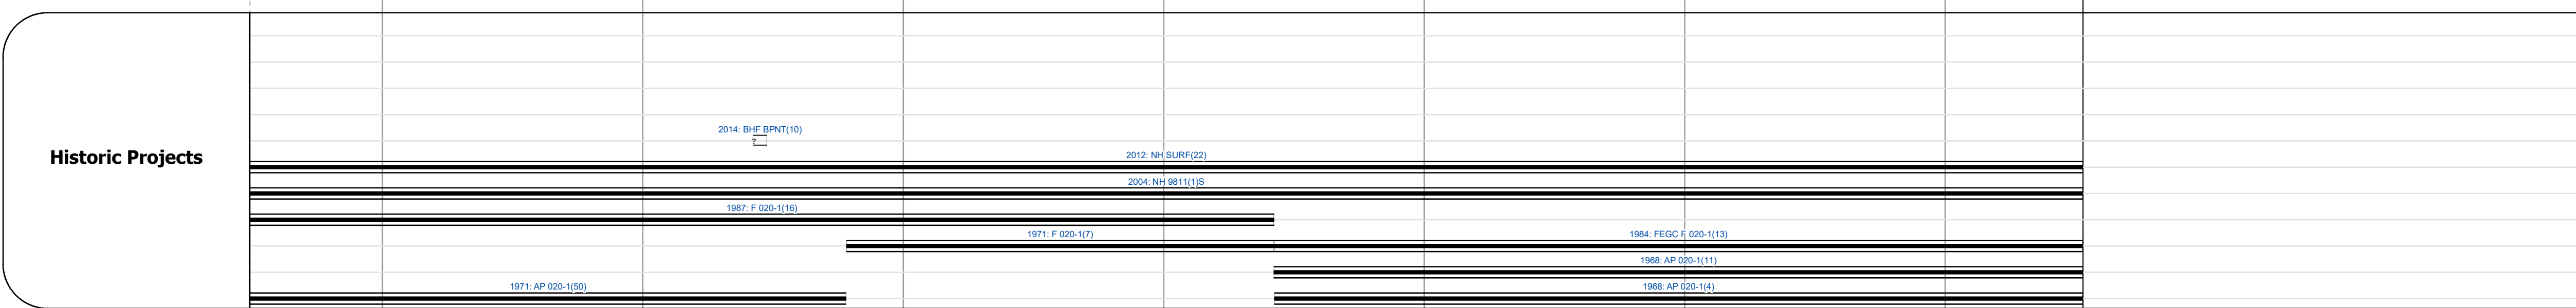 2014: BHF BPNT(10)
2012: NH SURF(22)
Historic Projects
2004: NH 9811(1)S
1987: F 020-1(16)
1971: F 020-1(7)
1984: FEGC F 020-1(13)
1968: AP 020-1(11)
1971: AP 020-1(50)
1968: AP 020-1(4)